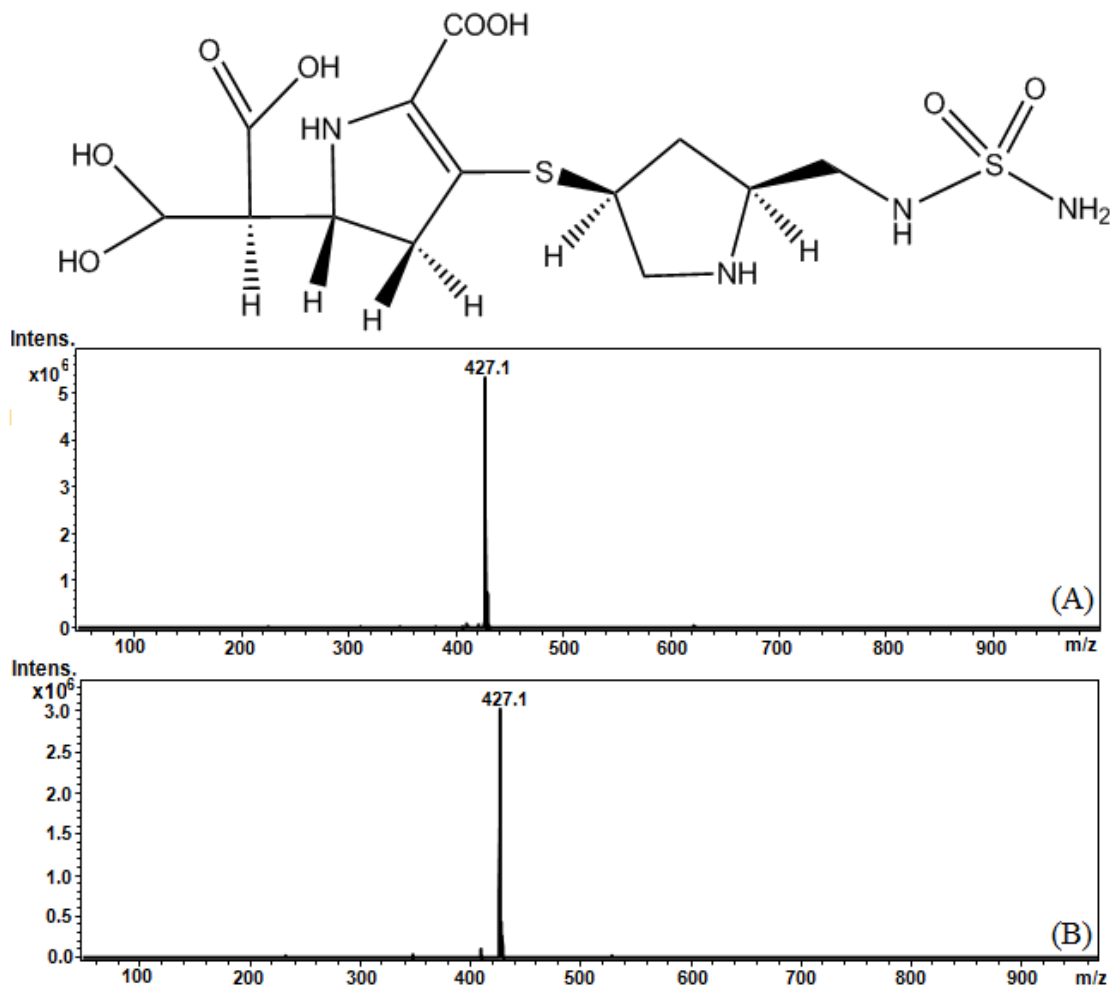 COOH
O
OH
HN
HO
HO
H
H
H
H
S
H
NH
H
N
H
O
O
S
NH2
Intens.
x10^6
427.1
5
4
3
2
1
0
(A)
100 200 300 400 500 600 700 800 900 m/z
Intens.
x10^6
427.1
3.0
2.5
2.0
1.5
1.0
0.5
0.0
(B)
100 200 300 400 500 600 700 800 900 m/z